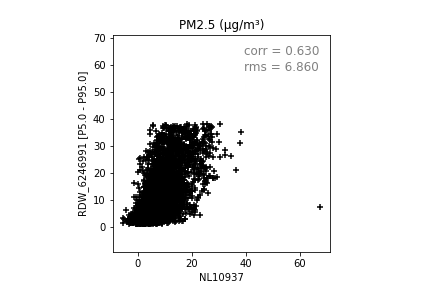 PM2.5 (µg/m³)
corr = 0.630
rms = 6.860
70
60
50
40
30
20
10
0
RDW_6246991 [P5.0 - P95.0]
0 20 40 60
NL10937